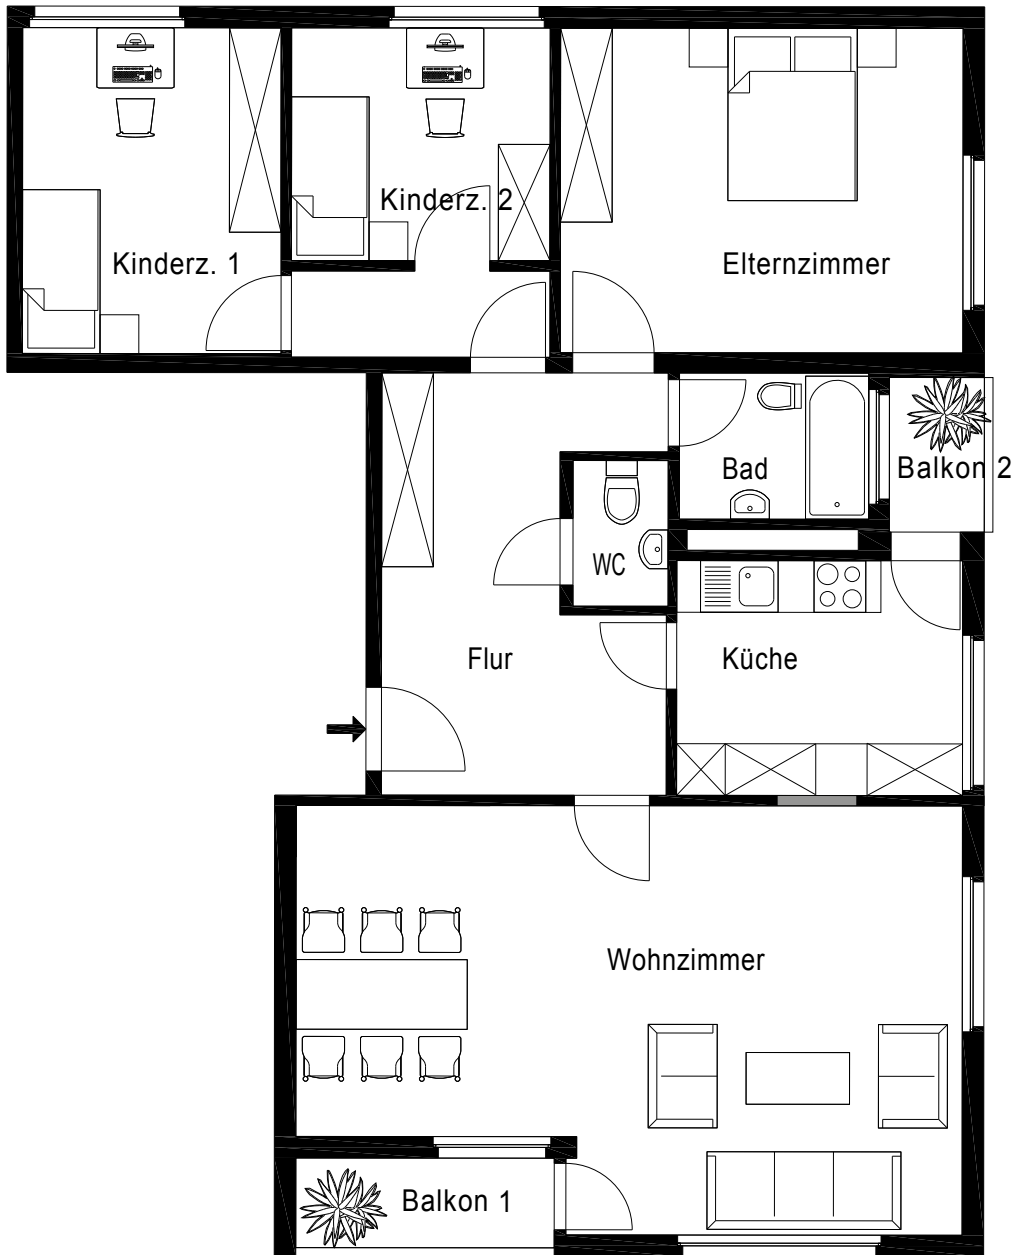 Kinderz. 1
Kinderz. 2
Elternzimmer
Bad
Balkon 2
WC
Flur
Küche
Wohnzimmer
Balkon 1